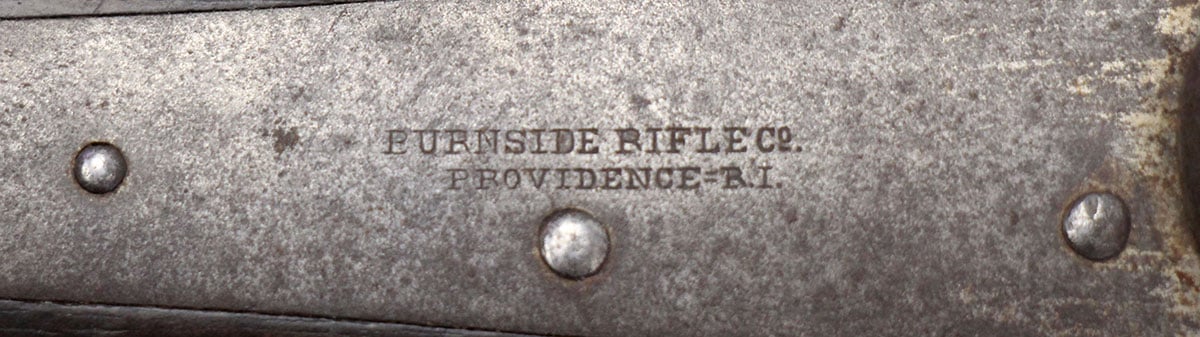 BURNSIDE RIFLE Cº.
PROVIDENCE=R.I.